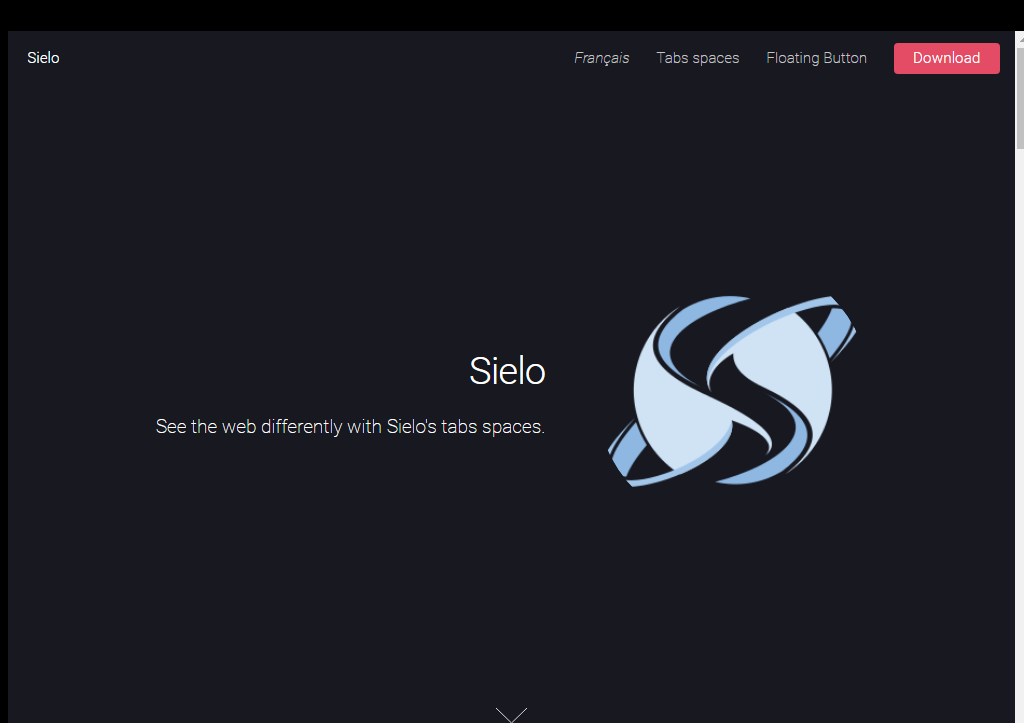 Sielo Français Tabs spaces Floating Button Download
Sielo
See the web differently with Sielo's tabs spaces.